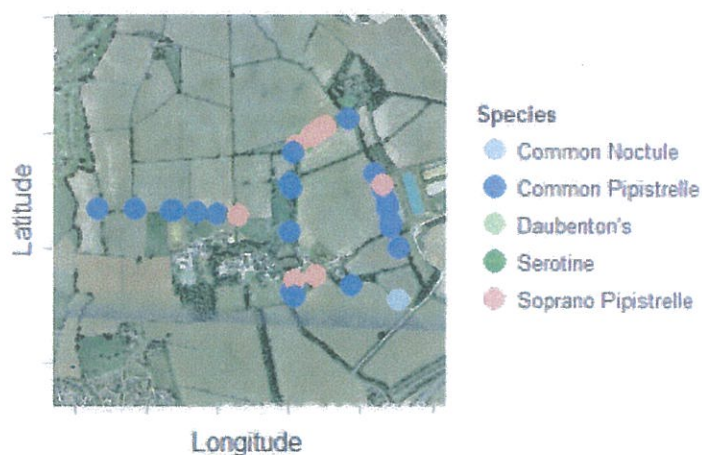 Latitude
Longitude
Species
Common Noctule
Common Pipistrelle
Daubenton's
Serotine
Soprano Pipistrelle